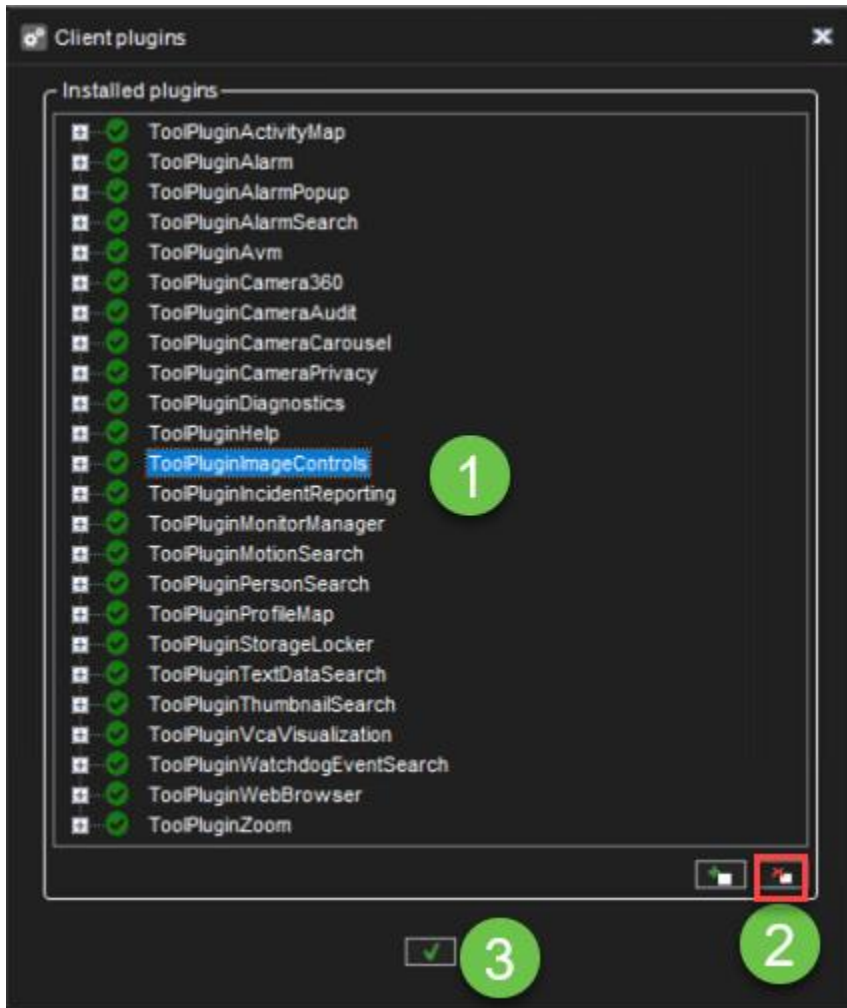 Client plugins
Installed plugins
ToolPluginActivityMap
ToolPluginAlarm
ToolPluginAlarmPopup
ToolPluginAlarmSearch
ToolPluginAvm
ToolPluginCamera360
ToolPluginCameraAudit
ToolPluginCameraCarousel
ToolPluginCameraPrivacy
ToolPluginDiagnostics
ToolPluginHelp
ToolPluginImageControls
1
ToolPluginIncidentReporting
ToolPluginMonitorManager
ToolPluginMotionSearch
ToolPluginPersonSearch
ToolPluginProfileMap
ToolPluginStorageLocker
ToolPluginTextDataSearch
ToolPluginThumbnailSearch
ToolPluginVcaVisualization
ToolPluginWatchdogEventSearch
ToolPluginWebBrowser
ToolPluginZoom
2
3